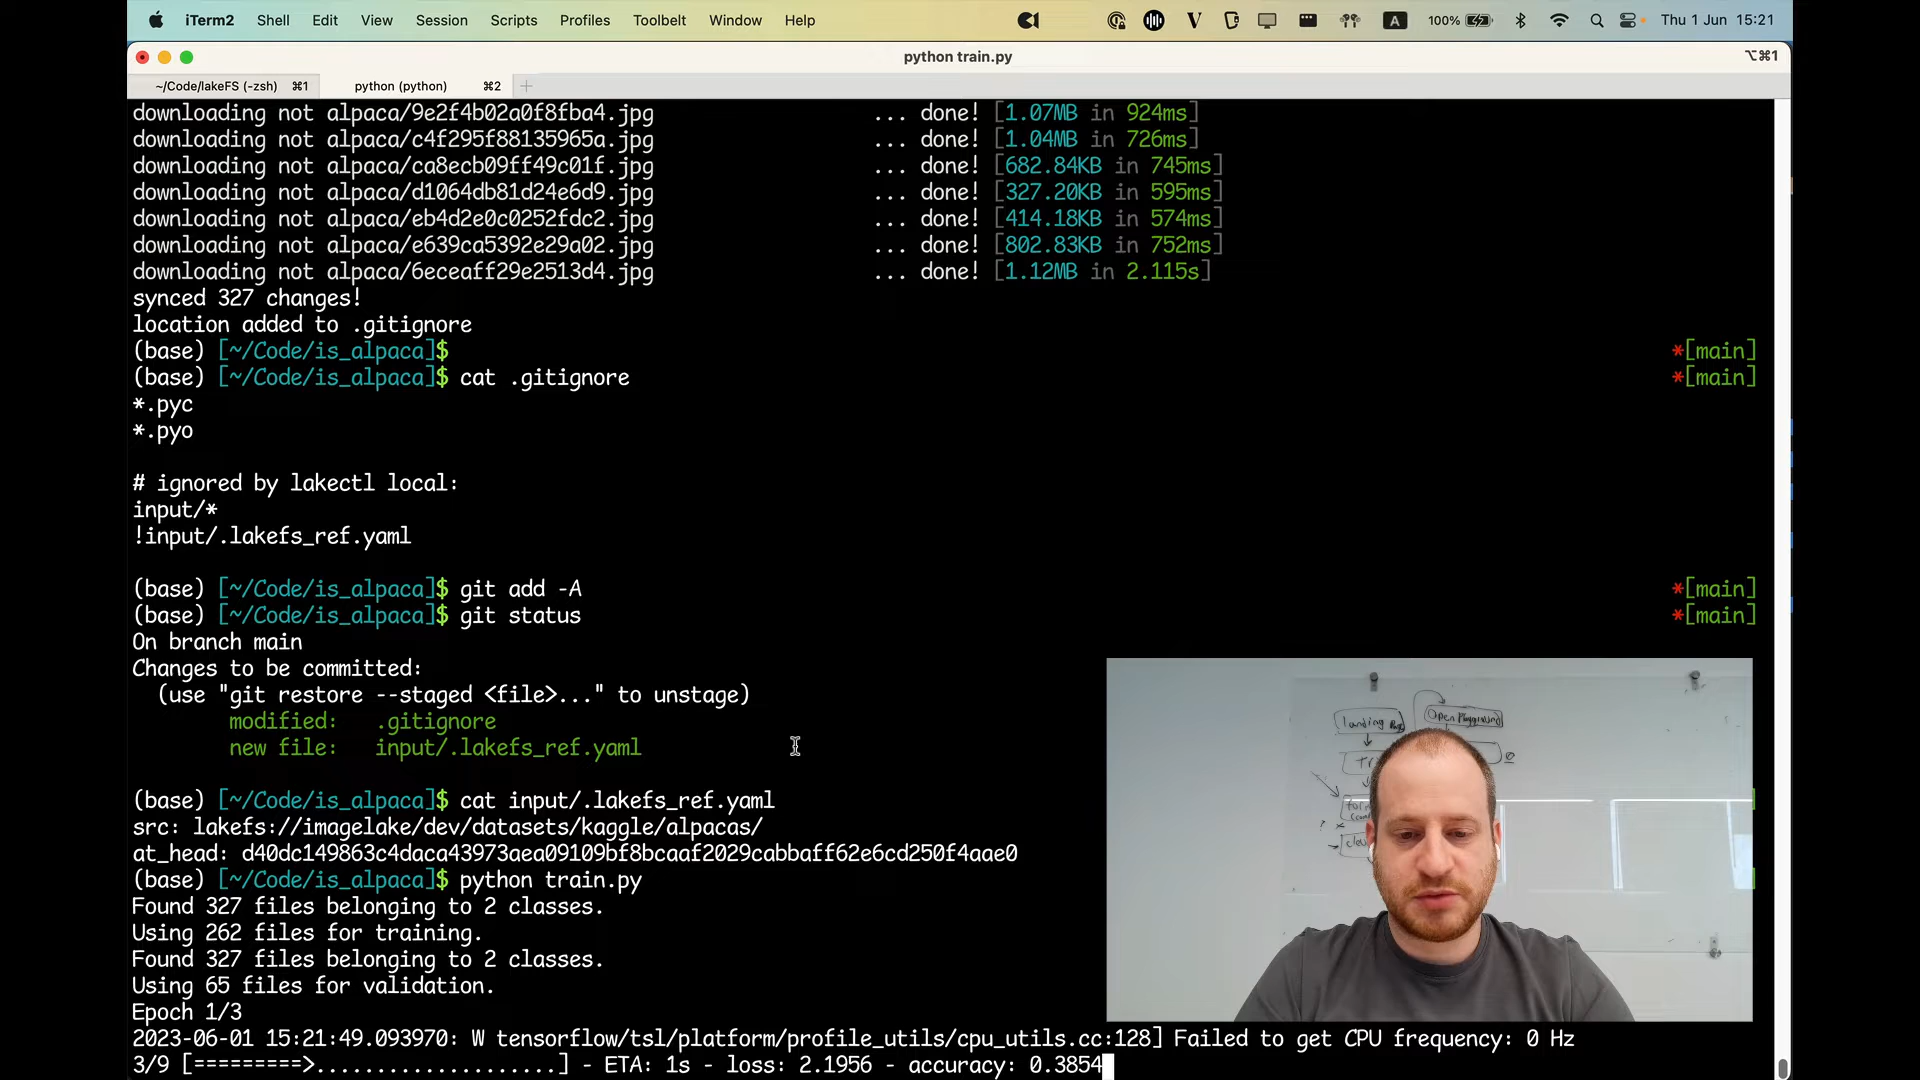 iTerm2 Shell Edit View Session Scripts Profiles Toolbelt Window Help A 100% Thu 1 Jun 15:21
python train.py ⌥⌘1
~/Code/lakeFS (-zsh) ⌘1 python (python) ⌘2 +
downloading not alpaca/9e2f4b02a0f8fba4.jpg ... done! [1.07MB in 924ms]
downloading not alpaca/c4f295f88135965a.jpg ... done! [1.04MB in 726ms]
downloading not alpaca/ca8ecb09ff49c01f.jpg ... done! [682.84KB in 745ms]
downloading not alpaca/d1064db81d24e6d9.jpg ... done! [327.20KB in 595ms]
downloading not alpaca/eb4d2e0c0252fdc2.jpg ... done! [414.18KB in 574ms]
downloading not alpaca/e639ca5392e29a02.jpg ... done! [802.83KB in 752ms]
downloading not alpaca/6eceaff29e2513d4.jpg ... done! [1.12MB in 2.115s]
synced 327 changes!
location added to .gitignore
(base) [~/Code/is_alpaca]$ *[main]
(base) [~/Code/is_alpaca]$ cat .gitignore *[main]
*.pyc
*.pyo
# ignored by lakectl local:
input/*
!input/.lakefs_ref.yaml
(base) [~/Code/is_alpaca]$ git add -A *[main]
(base) [~/Code/is_alpaca]$ git status *[main]
On branch main
Changes to be committed:
(use "git restore --staged <file>..." to unstage)
modified: .gitignore
new file: input/.lakefs_ref.yaml
(base) [~/Code/is_alpaca]$ cat input/.lakefs_ref.yaml
src: lakefs://imagelake/dev/datasets/kaggle/alpacas/
at_head: d40dc149863c4daca43973aea09109bf8bcaaf2029cabbaff62e6cd250f4aae0
(base) [~/Code/is_alpaca]$ python train.py
Found 327 files belonging to 2 classes.
Using 262 files for training.
Found 327 files belonging to 2 classes.
Using 65 files for validation.
Epoch 1/3
2023-06-01 15:21:49.093970: W tensorflow/tsl/platform/profile_utils/cpu_utils.cc:128] Failed to get CPU frequency: 0 Hz
3/9 [=========>....................] - ETA: 1s - loss: 2.1956 - accuracy: 0.3854
landing
Open Playground